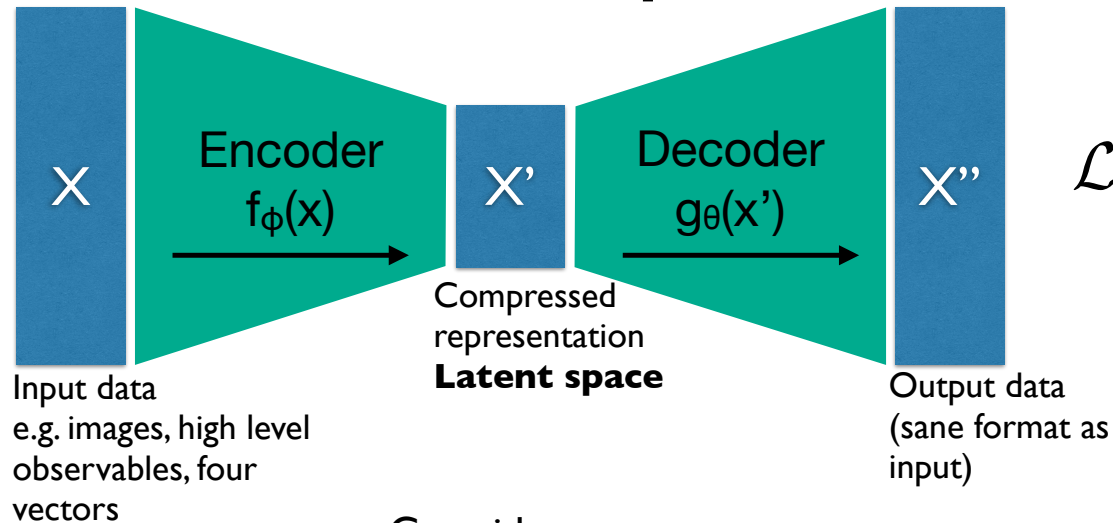 X
Encoder
fφ(x)
X'
Decoder
gθ(x')
X''
ℒ
Compressed
representation
Latent space
Input data
e.g. images, high level
observables, four
vectors
Output data
(sane format as
input)